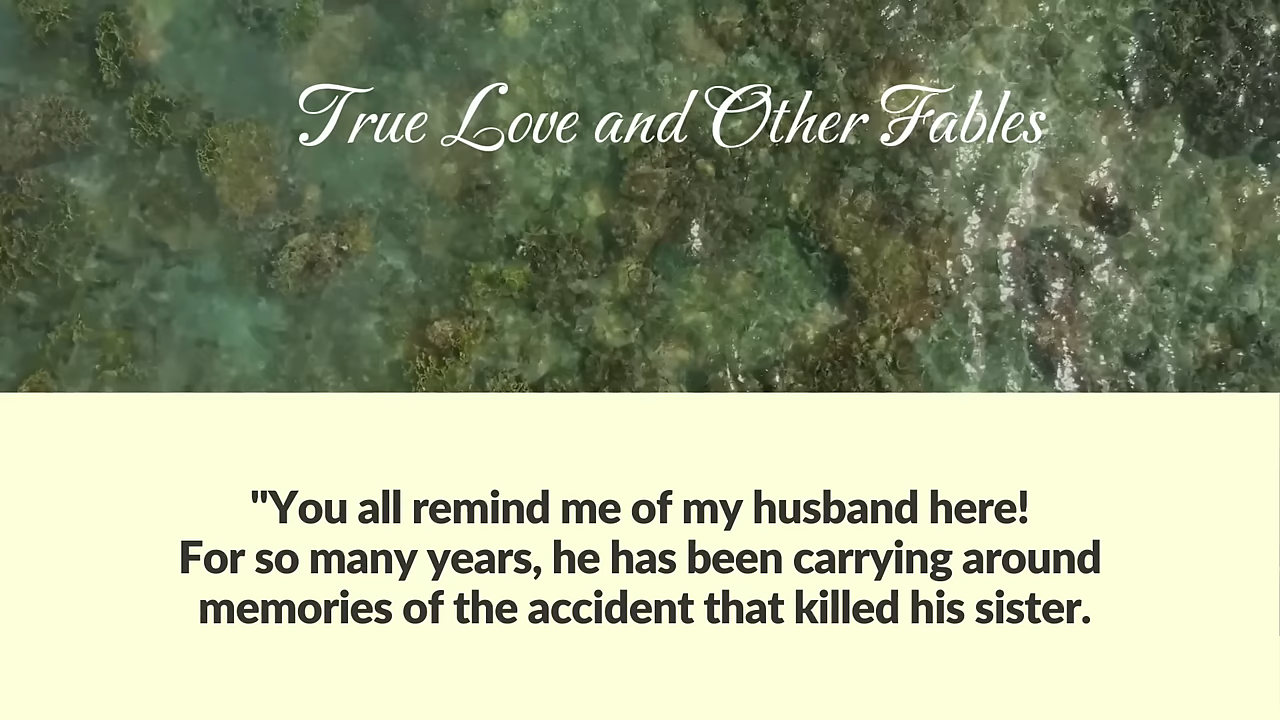 True Love and Other Fables
"You all remind me of my husband here!
For so many years, he has been carrying around
memories of the accident that killed his sister.